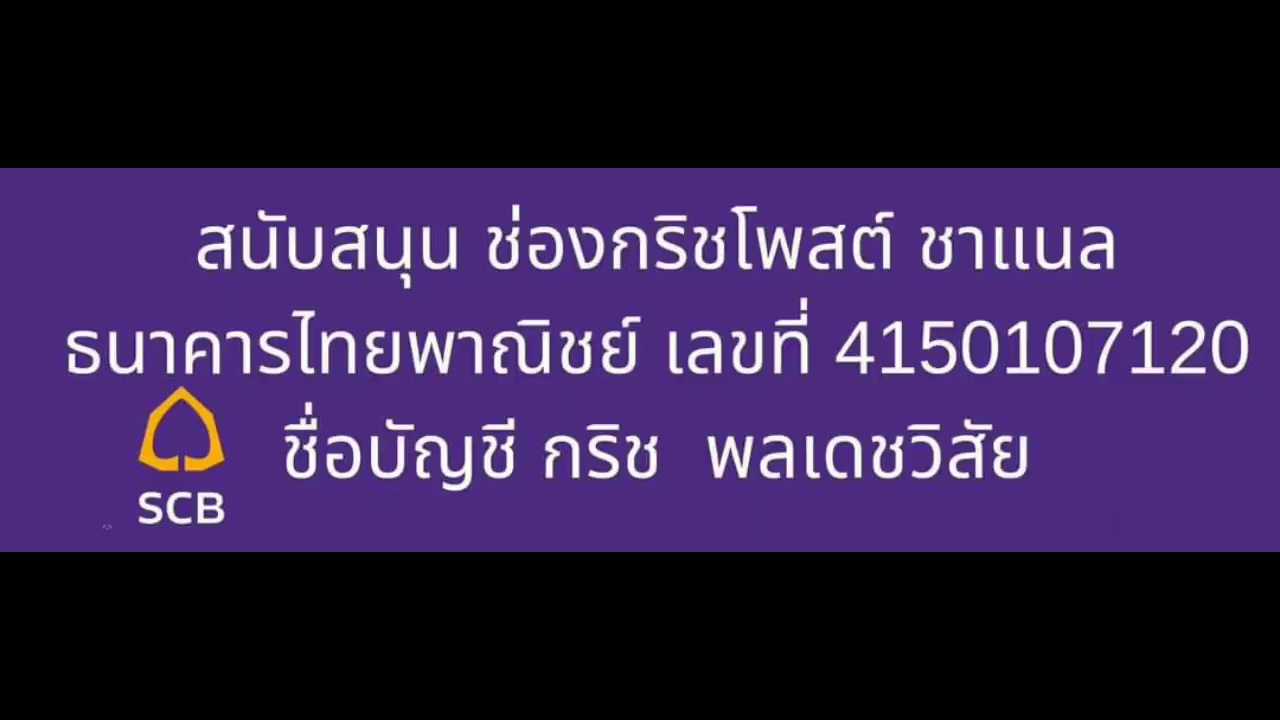 สนับสนุน ช่องกริชโพสต์ ชาแนล
ธนาคารไทยพาณิชย์ เลขที่ 4150107120
ชื่อบัญชี กริช พลเดชวิสัย
SCB